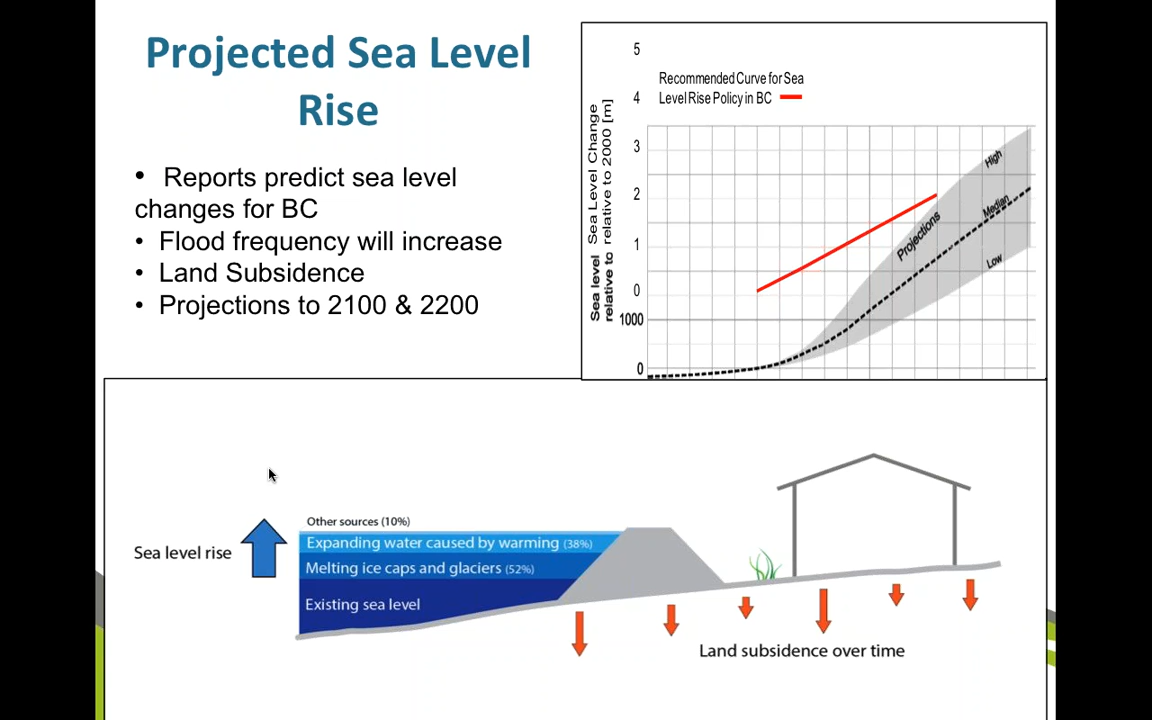 Projected Sea Level
Rise
• Reports predict sea level
changes for BC
• Flood frequency will increase
• Land Subsidence
• Projections to 2100 & 2200
5
4
3
2
1
0
1000
0
Sea Level Change
relative to 2000 [m]
Sea level
relative to
Recommended Curve for Sea
Level Rise Policy in BC
High
Median
Projections
Low
Sea level rise
Other sources (10%)
Expanding water caused by warming (38%)
Melting ice caps and glaciers (52%)
Existing sea level
Land subsidence over time